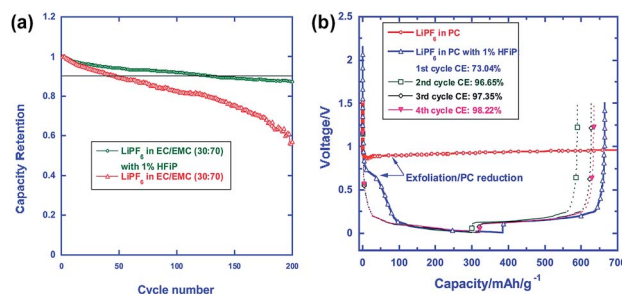 (a)
Capacity Retention
1.2
1
0.8
0.6
0.4
0
50
100
150
200
Cycle number
LiPF6 in EC/EMC (30:70)
with 1% HFiP
LiPF6 in EC/EMC (30:70)
(b)
Voltage/V
2.5
2
1.5
1
0.5
0
0
100
200
300
400
500
600
700
Capacity/mAh/g-1
LiPF6 in PC
LiPF6 in PC with 1% HFiP
1st cycle CE: 73.04%
2nd cycle CE: 96.65%
3rd cycle CE: 97.35%
4th cycle CE: 98.22%
Exfoliation/PC reduction